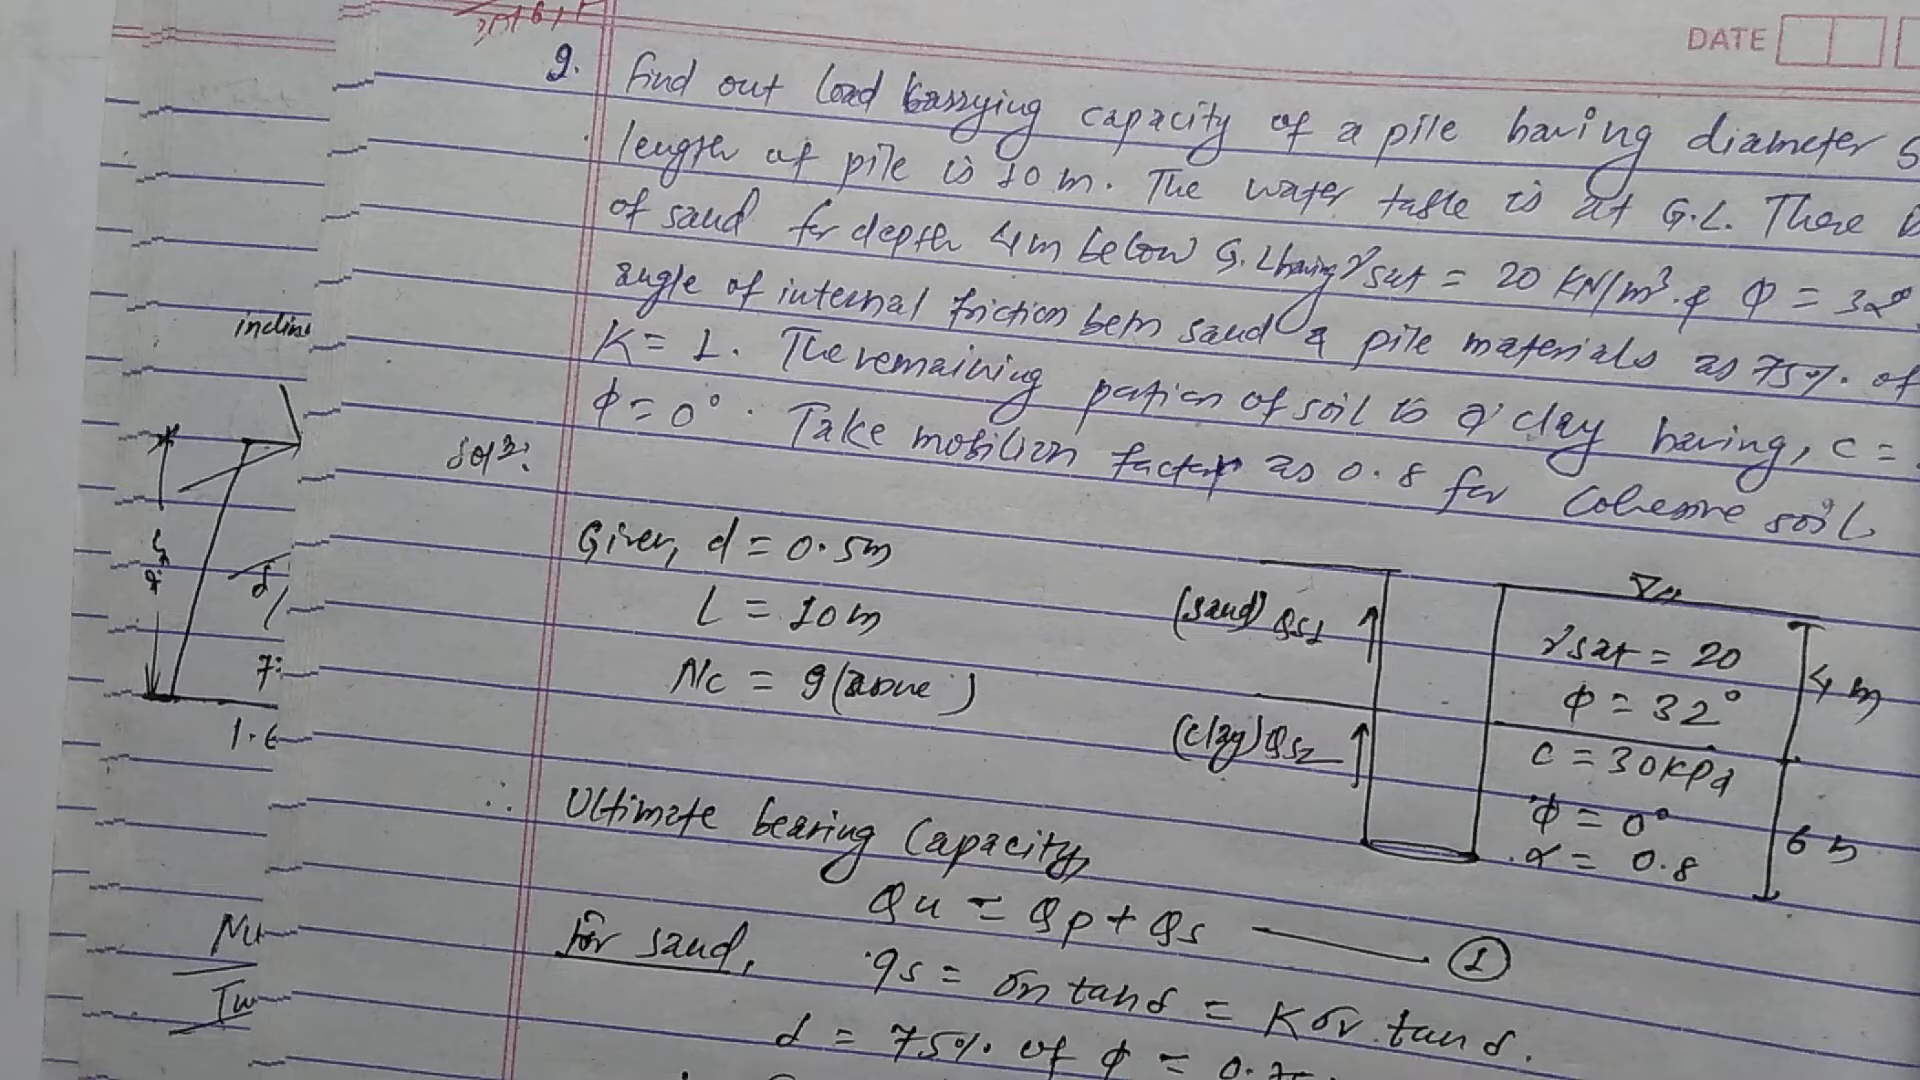 DATE
9. Find out load carrying capacity of a pile having diameter 5
length of pile is 10 m. The water table is at G.L. There is
of sand for depth 4m below G.L having γsat = 20 KN/m³. & Φ = 32°
angle of internal friction betn sand & pile materials as 75%. of
K = 1. The remaining portion of soil is a clay having, c =
Φ = 0°. Take mobilizn factor as 0.8 for Cohesive soil.
incline
Solⁿ:
Given, d = 0.5m
L = 10m
Nc = 9 (above)
(sand) Qs1
γsat = 20
Φ = 32°
4 m
(clay) Qs2
C = 30KPa
Φ = 0°
α = 0.8
6 m
∴ Ultimate bearing Capacity,
Qu = Qp + Qs ——— ①
For sand, qs = σn tanδ = Kσv.tanδ.
δ = 75%. of Φ = 0.75